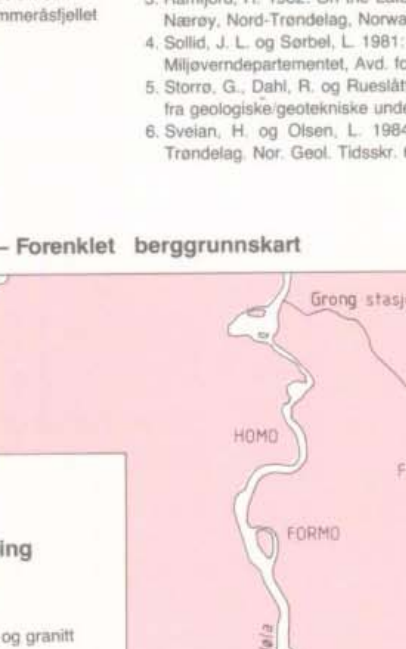 mmeråsfjellet
Nærøy, Nord-Trøndelag, Norwa
4. Sollid, J. L. og Sørbel, L. 1981:
Miljøverndepartementet, Avd. fo
5. Storrø, G., Dahl, R. og Rueslåt
fra geologiske/geotekniske unde
6. Sveian, H. og Olsen, L. 1984
Trøndelag. Nor. Geol. Tidsskr.
– Forenklet berggrunnskart
Grong stasj
HOMO
F
FORMO
ing
og granitt